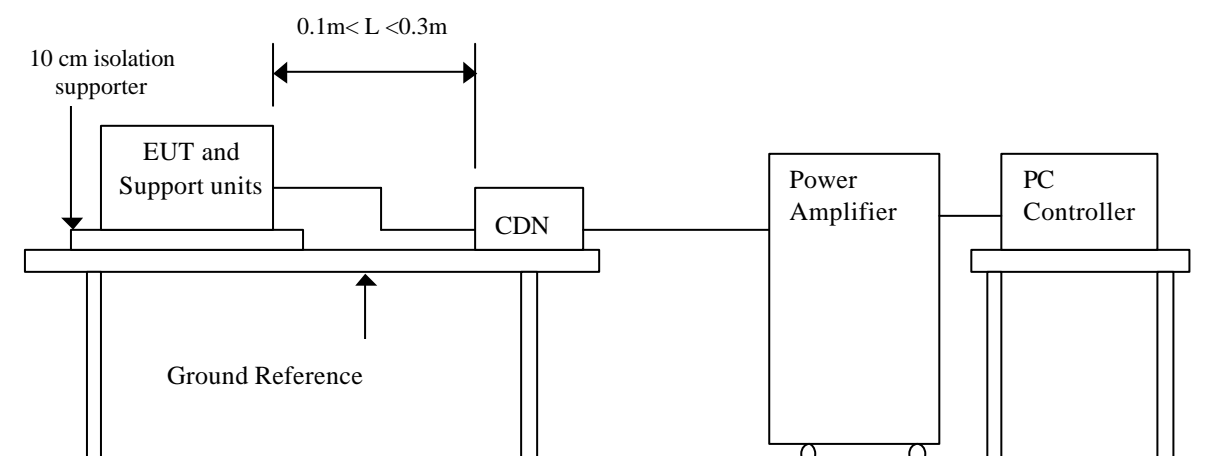 0.1m< L <0.3m
10 cm isolation
supporter
EUT and
Support units
CDN
Power
Amplifier
PC
Controller
Ground Reference